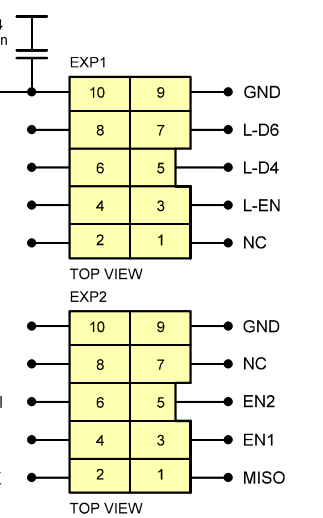 EXP1
10 9 GND
8 7 L-D6
6 5 L-D4
4 3 L-EN
2 1 NC
TOP VIEW
EXP2
10 9 GND
8 7 NC
6 5 EN2
4 3 EN1
2 1 MISO
TOP VIEW